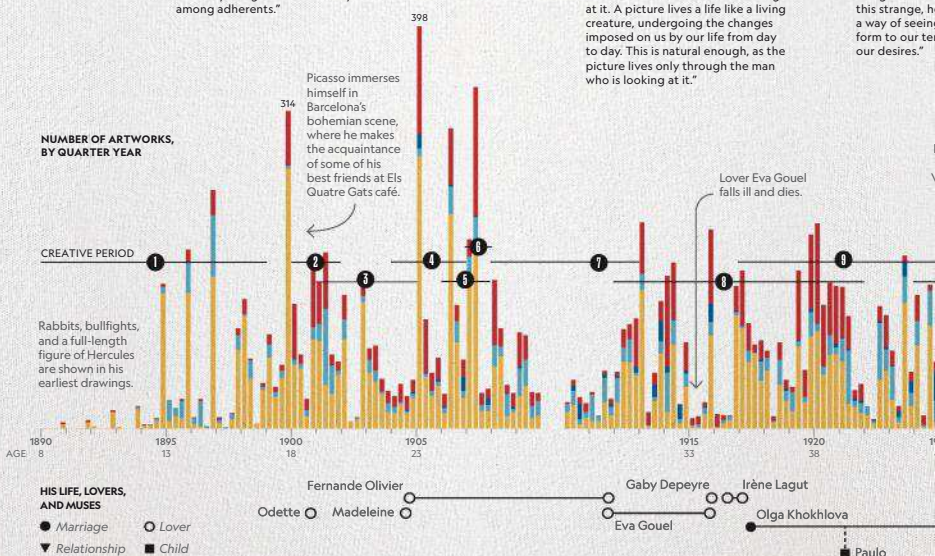 among adherents."
at it. A picture lives a life like a living
creature, undergoing the changes
imposed on us by our life from day
to day. This is natural enough, as the
picture lives only through the man
who is looking at it."
this strange, h
a way of seein
form to our te
our desires."
398
314
Picasso immerses
himself in
Barcelona's
bohemian scene,
where he makes
the acquaintance
of some of his
best friends at Els
Quatre Gats café.
NUMBER OF ARTWORKS,
BY QUARTER YEAR
Lover Eva Gouel
falls ill and dies.
CREATIVE PERIOD
1
2
3
4
5
6
7
8
9
Rabbits, bullfights,
and a full-length
figure of Hercules
are shown in his
earliest drawings.
1890 1895 1900 1905 1915 1920
AGE 8 13 18 23 33 38
HIS LIFE, LOVERS,
AND MUSES
Marriage Lover
Relationship Child
Fernande Olivier
Odette Madeleine
Gaby Depeyre Irène Lagut
Eva Gouel
Olga Khokhlova
Paulo